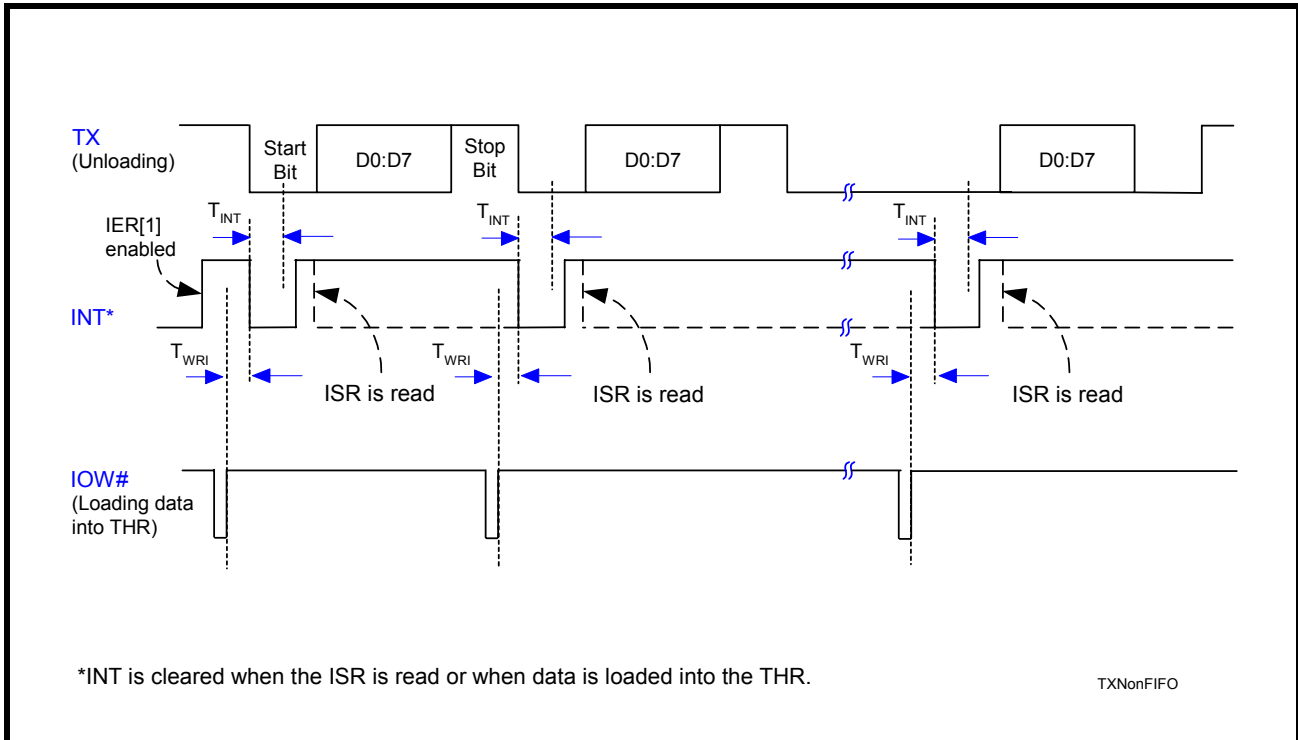 TX
(Unloading)
Start
Bit
D0:D7
Stop
Bit
D0:D7
D0:D7
IER[1]
enabled
TINT
TINT
TINT
INT*
TWRI
TWRI
TWRI
ISR is read
ISR is read
ISR is read
IOW#
(Loading data
into THR)
*INT is cleared when the ISR is read or when data is loaded into the THR.
TXNonFIFO